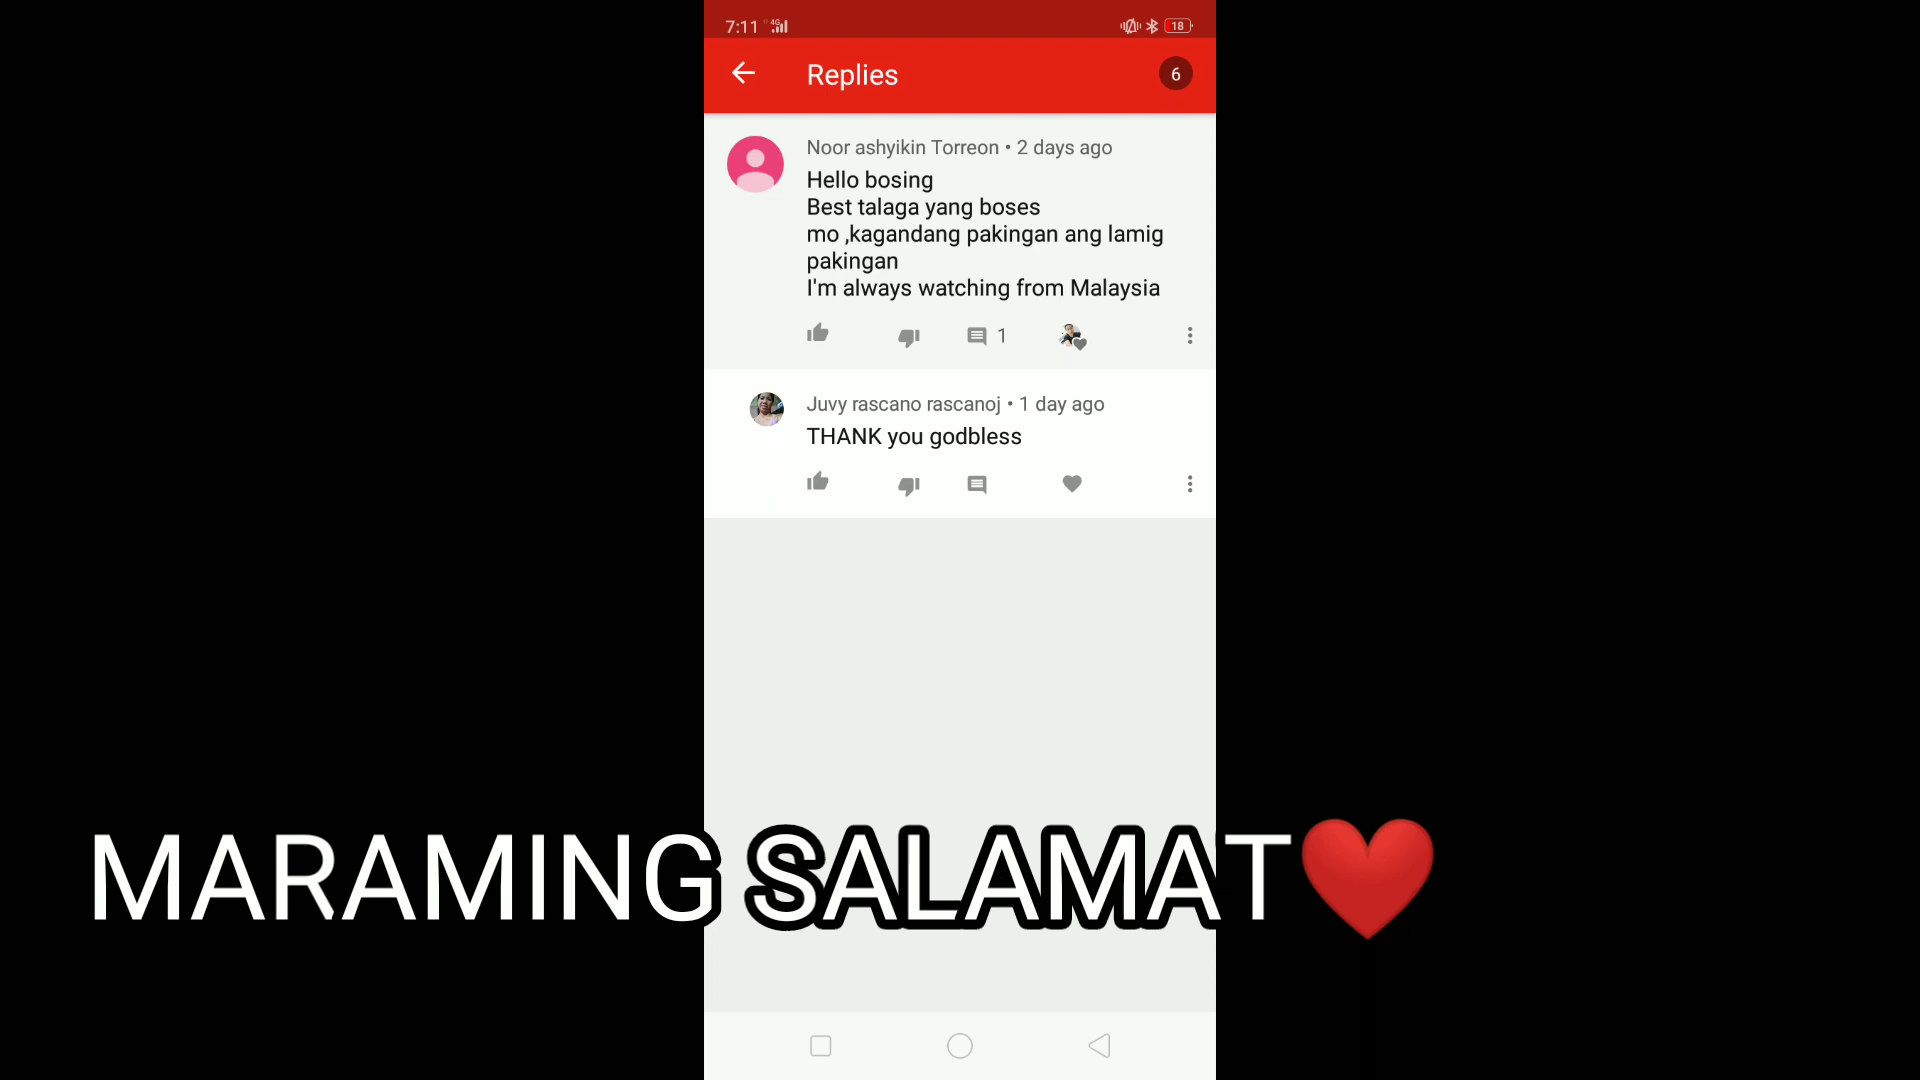 7:11 4G 18
Replies 6
Noor ashyikin Torreon • 2 days ago
Hello bosing
Best talaga yang boses
mo ,kagandang pakingan ang lamig
pakingan
I'm always watching from Malaysia
1
Juvy rascano rascanoj • 1 day ago
THANK you godbless
MARAMING SALAMAT❤️